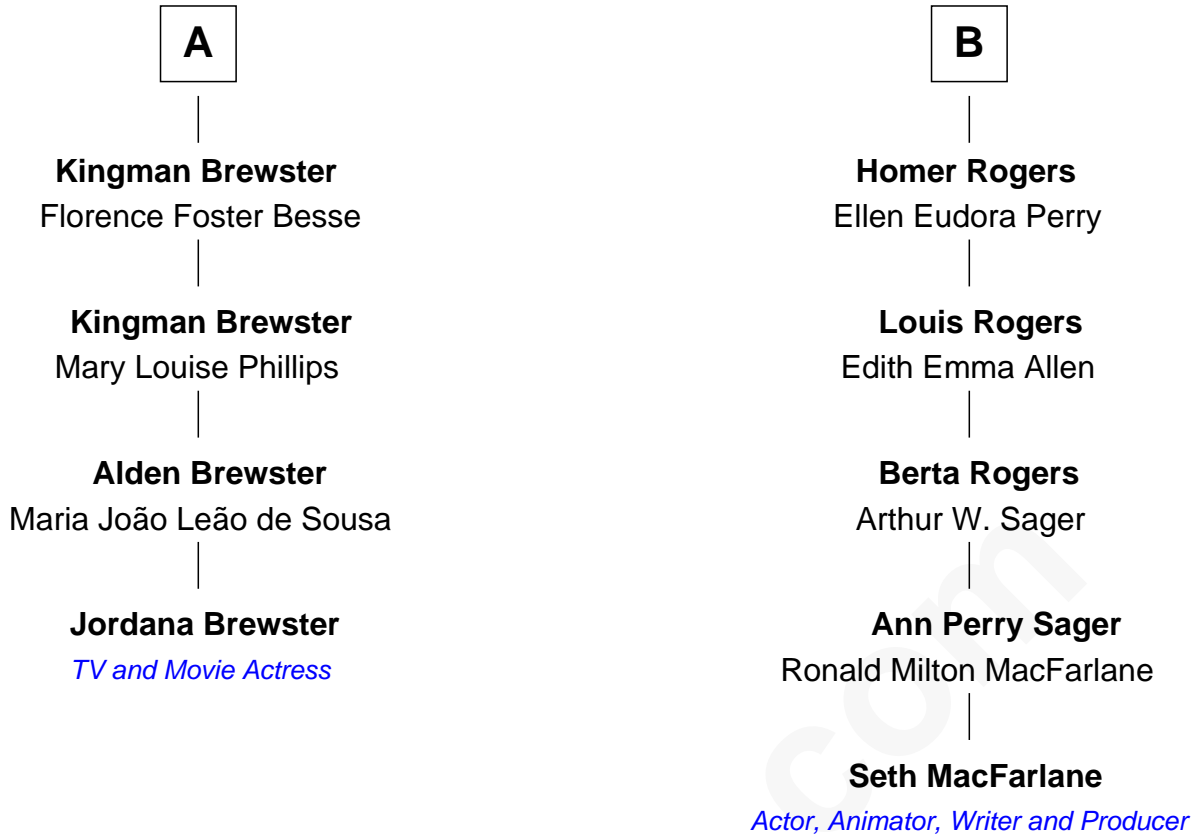 A
Kingman Brewster
Florence Foster Besse
Kingman Brewster
Mary Louise Phillips
Alden Brewster
Maria João Leão de Sousa
Jordana Brewster
TV and Movie Actress
B
Homer Rogers
Ellen Eudora Perry
Louis Rogers
Edith Emma Allen
Berta Rogers
Arthur W. Sager
Ann Perry Sager
Ronald Milton MacFarlane
Seth MacFarlane
Actor, Animator, Writer and Producer
com